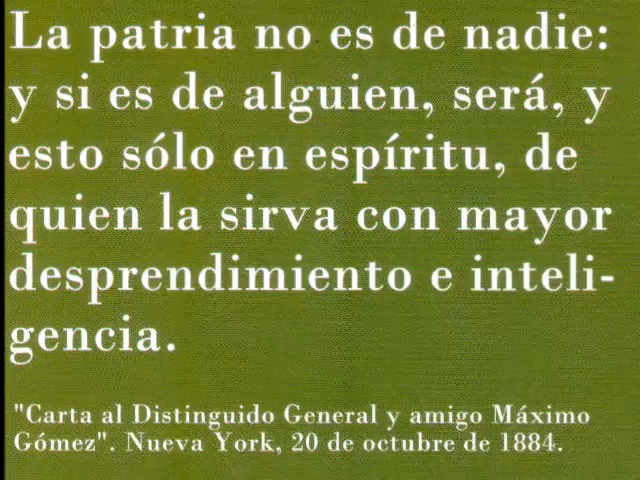 La patria no es de nadie:
y si es de alguien, será, y
esto sólo en espíritu, de
quien la sirva con mayor
desprendimiento e inteli-
gencia.
"Carta al Distinguido General y amigo Máximo
Gómez". Nueva York, 20 de octubre de 1884.